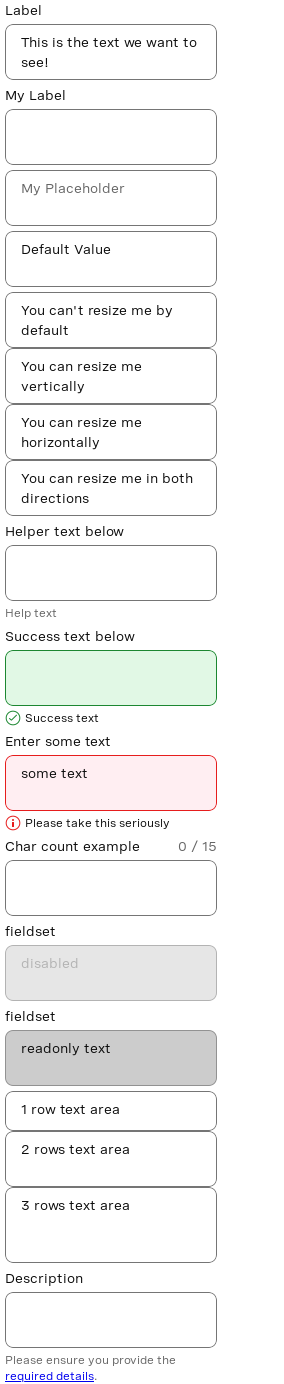 Label
This is the text we want to
see!
My Label
My Placeholder
Default Value
You can't resize me by
default
You can resize me
vertically
You can resize me
horizontally
You can resize me in both
directions
Helper text below
Help text
Success text below
Success text
Enter some text
some text
Please take this seriously
Char count example 0 / 15
fieldset
disabled
fieldset
readonly text
1 row text area
2 rows text area
3 rows text area
Description
Please ensure you provide the
required details.